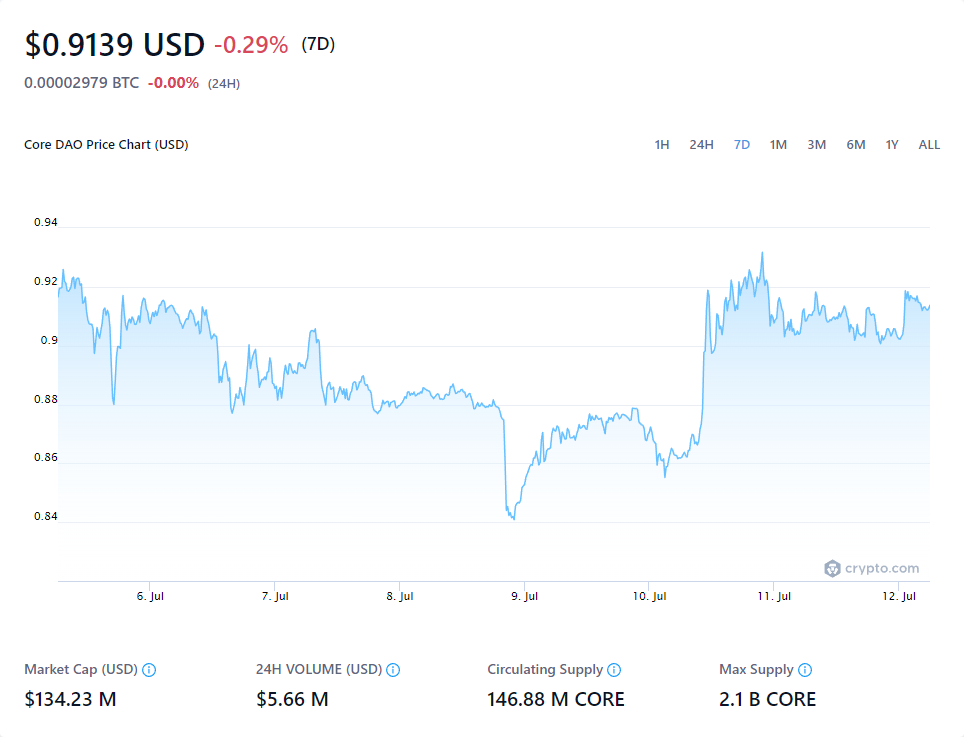 $0.9139 USD -0.29% (7D)
0.00002979 BTC -0.00% (24H)
Core DAO Price Chart (USD)
1H 24H 7D 1M 3M 6M 1Y ALL
0.94
0.92
0.9
0.88
0.86
0.84
crypto.com
6. Jul 7. Jul 8. Jul 9. Jul 10. Jul 11. Jul 12. Jul
Market Cap (USD) 24H VOLUME (USD) Circulating Supply Max Supply
$134.23 M $5.66 M 146.88 M CORE 2.1 B CORE